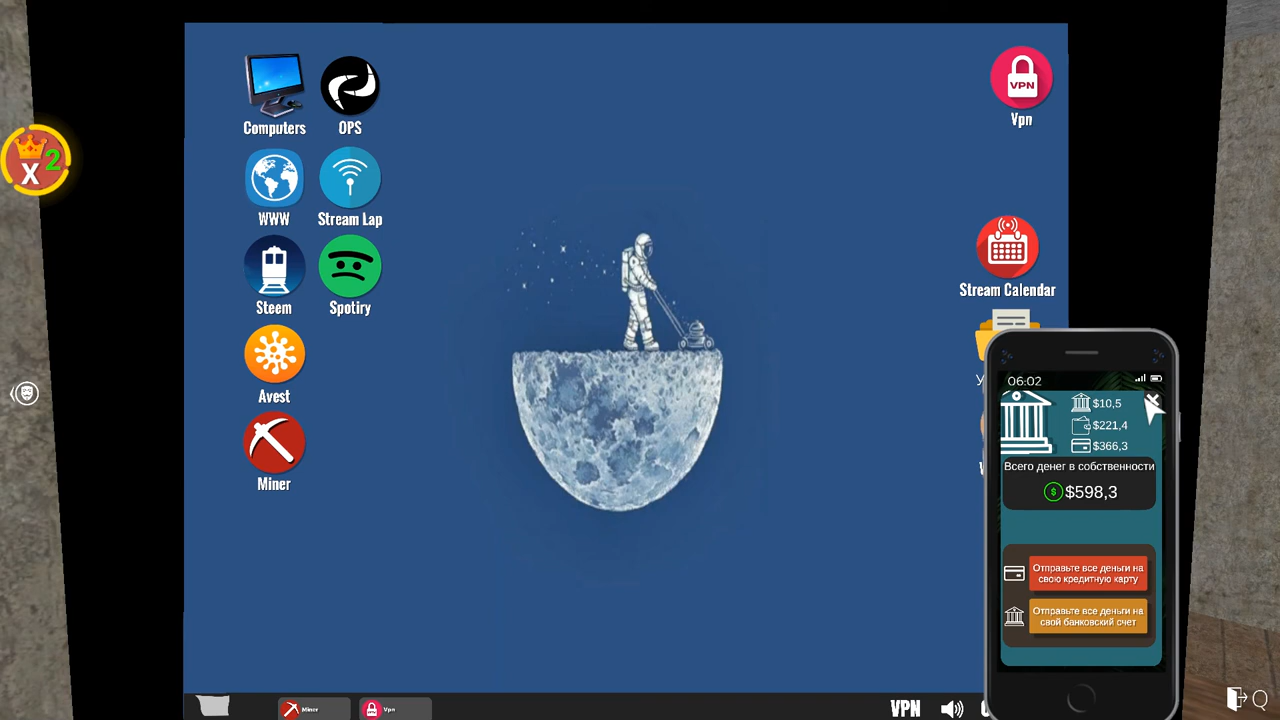 VPN
Vpn
Computers
OPS
WWW
Stream Lap
X 2
Steem
Spotiry
Stream Calendar
Avest
Miner
06:02
$10,5
$221,4
$366,3
Всего денег в собственности
$598,3
Отправьте все деньги на
свою кредитную карту
Отправьте все деньги на
свой банковский счет
Miner
Vpn
VPN
Q